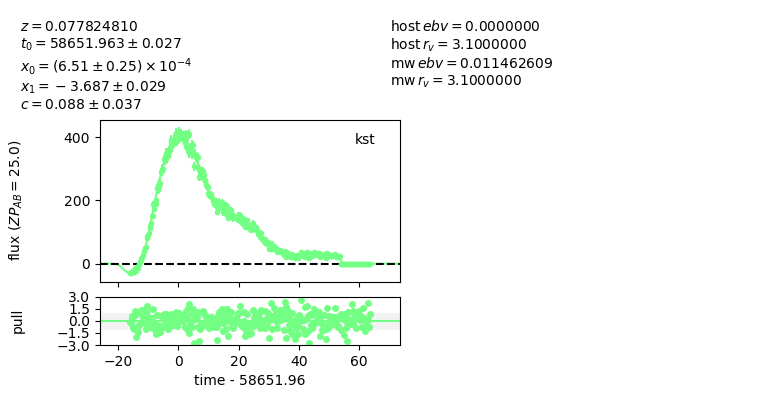 z = 0.077824810
t₀ = 58651.963 ± 0.027
x₀ = (6.51 ± 0.25) × 10⁻⁴
x₁ = −3.687 ± 0.029
c = 0.088 ± 0.037
host ebv = 0.0000000
host r_v = 3.1000000
mw ebv = 0.011462609
mw r_v = 3.1000000
kst
flux (ZP_AB = 25.0)
400
200
0
pull
3.0
1.5
0.0
−1.5
−3.0
−20 0 20 40 60
time - 58651.96